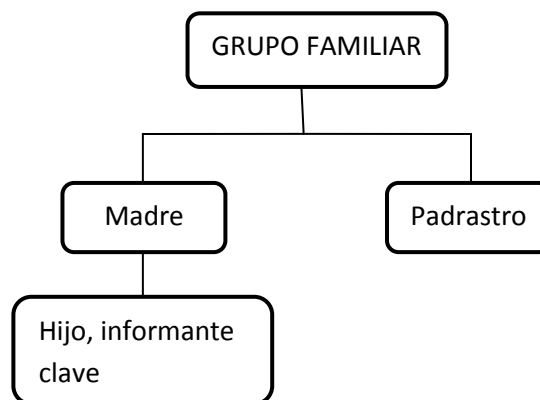 GRUPO FAMILIAR
Madre
Padrastro
Hijo, informante
clave